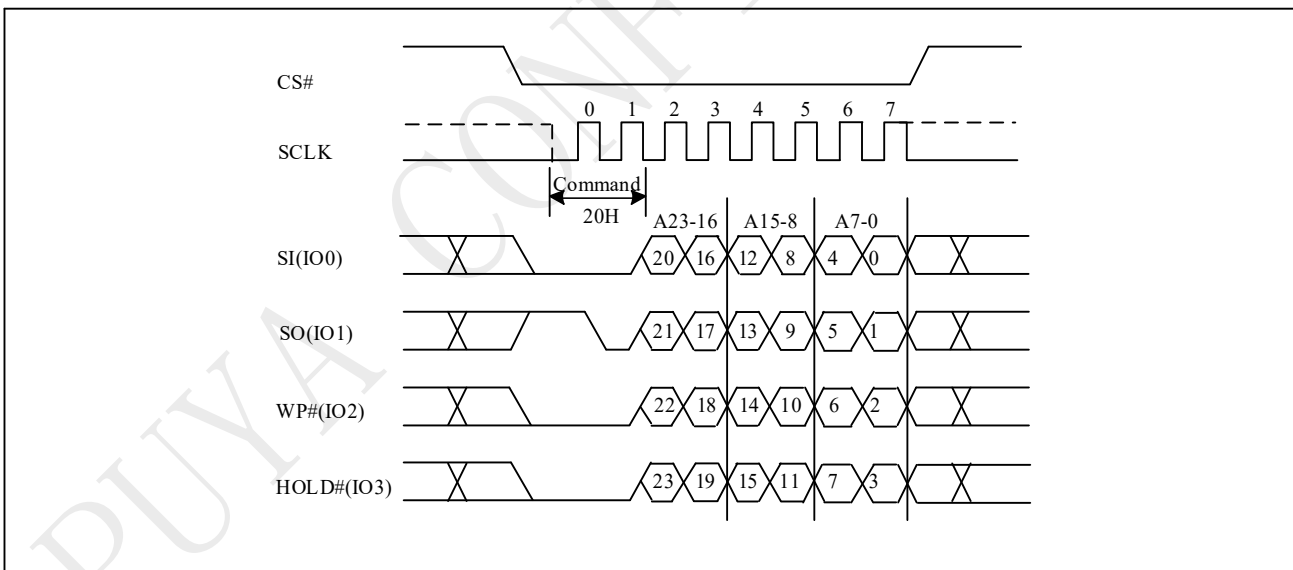 CS#
0 1 2 3 4 5 6 7
SCLK
Command
20H
A23-16 A15-8 A7-0
SI(IO0) 20 16 12 8 4 0
SO(IO1) 21 17 13 9 5 1
WP#(IO2) 22 18 14 10 6 2
HOLD#(IO3) 23 19 15 11 7 3